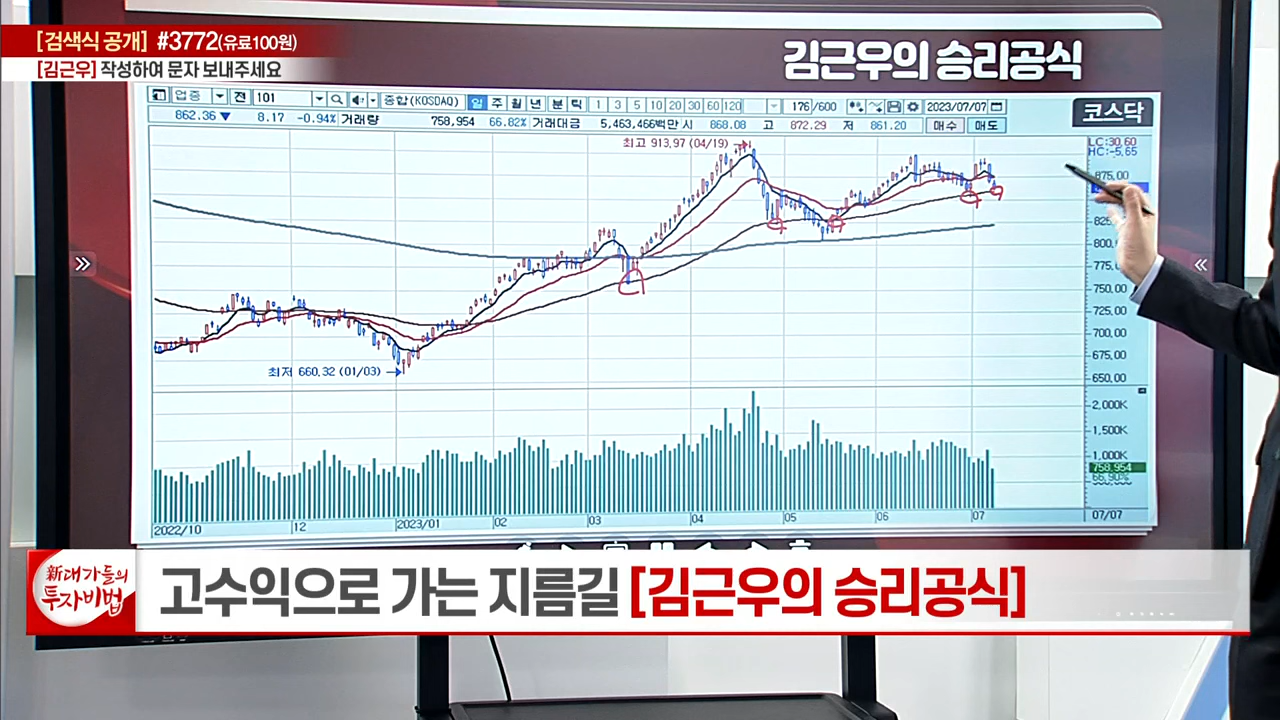 [검색식 공개] #3772(유료100원)
[김근우] 작성하여 문자 보내주세요
김근우의 승리공식
업종 전 101 종합(KOSDAQ) 일 주 월 년 분 틱 1 3 5 10 20 30 60 120 176/600 2023/07/07
코스닥
862.36 ▼ 8.17 -0.94% 거래량 758,954 66.82% 거래대금 5,463,466백만 시 868.08 고 872.29 저 861.20 매수 매도
최고 913.97 (04/19)
LC:30.60
HC:-5.65
875.00
800.
775.
750.00
725.00
700.00
675.00
650.00
최저 660.32 (01/03)
2,000K
1,500K
1,000K
758,954
66.90%
2022/10 12 2023/01 02 03 04 05 06 07 07/07
新대가들의
투자비법
고수익으로 가는 지름길 [김근우의 승리공식]